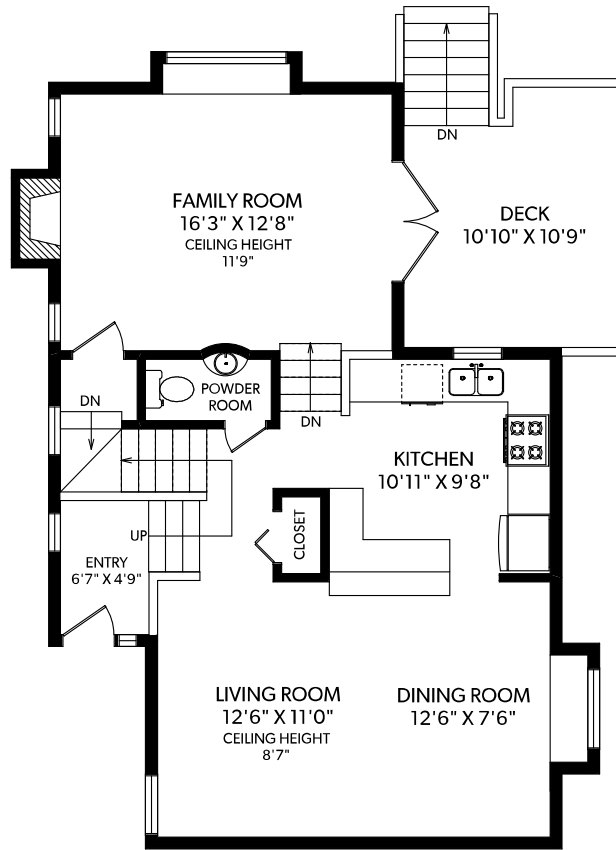 DN
FAMILY ROOM
16'3" X 12'8"
CEILING HEIGHT
11'9"
DECK
10'10" X 10'9"
POWDER
ROOM
DN
DN
KITCHEN
10'11" X 9'8"
CLOSET
UP
ENTRY
6'7" X 4'9"
LIVING ROOM
12'6" X 11'0"
CEILING HEIGHT
8'7"
DINING ROOM
12'6" X 7'6"